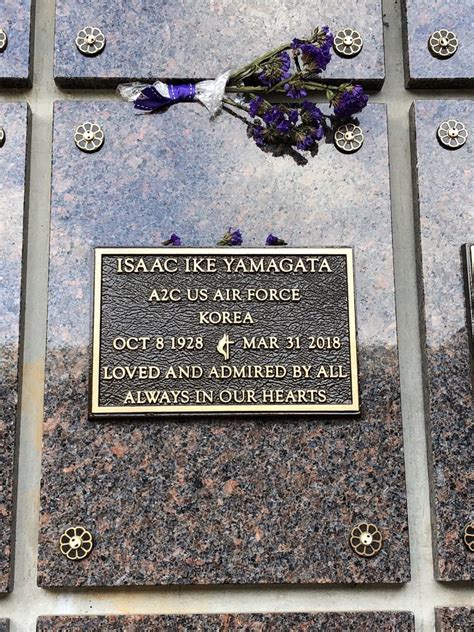 ISAAC IKE YAMAGATA
A2C US AIR FORCE
KOREA
OCT 8 1928 MAR 31 2018
LOVED AND ADMIRED BY ALL
ALWAYS IN OUR HEARTS